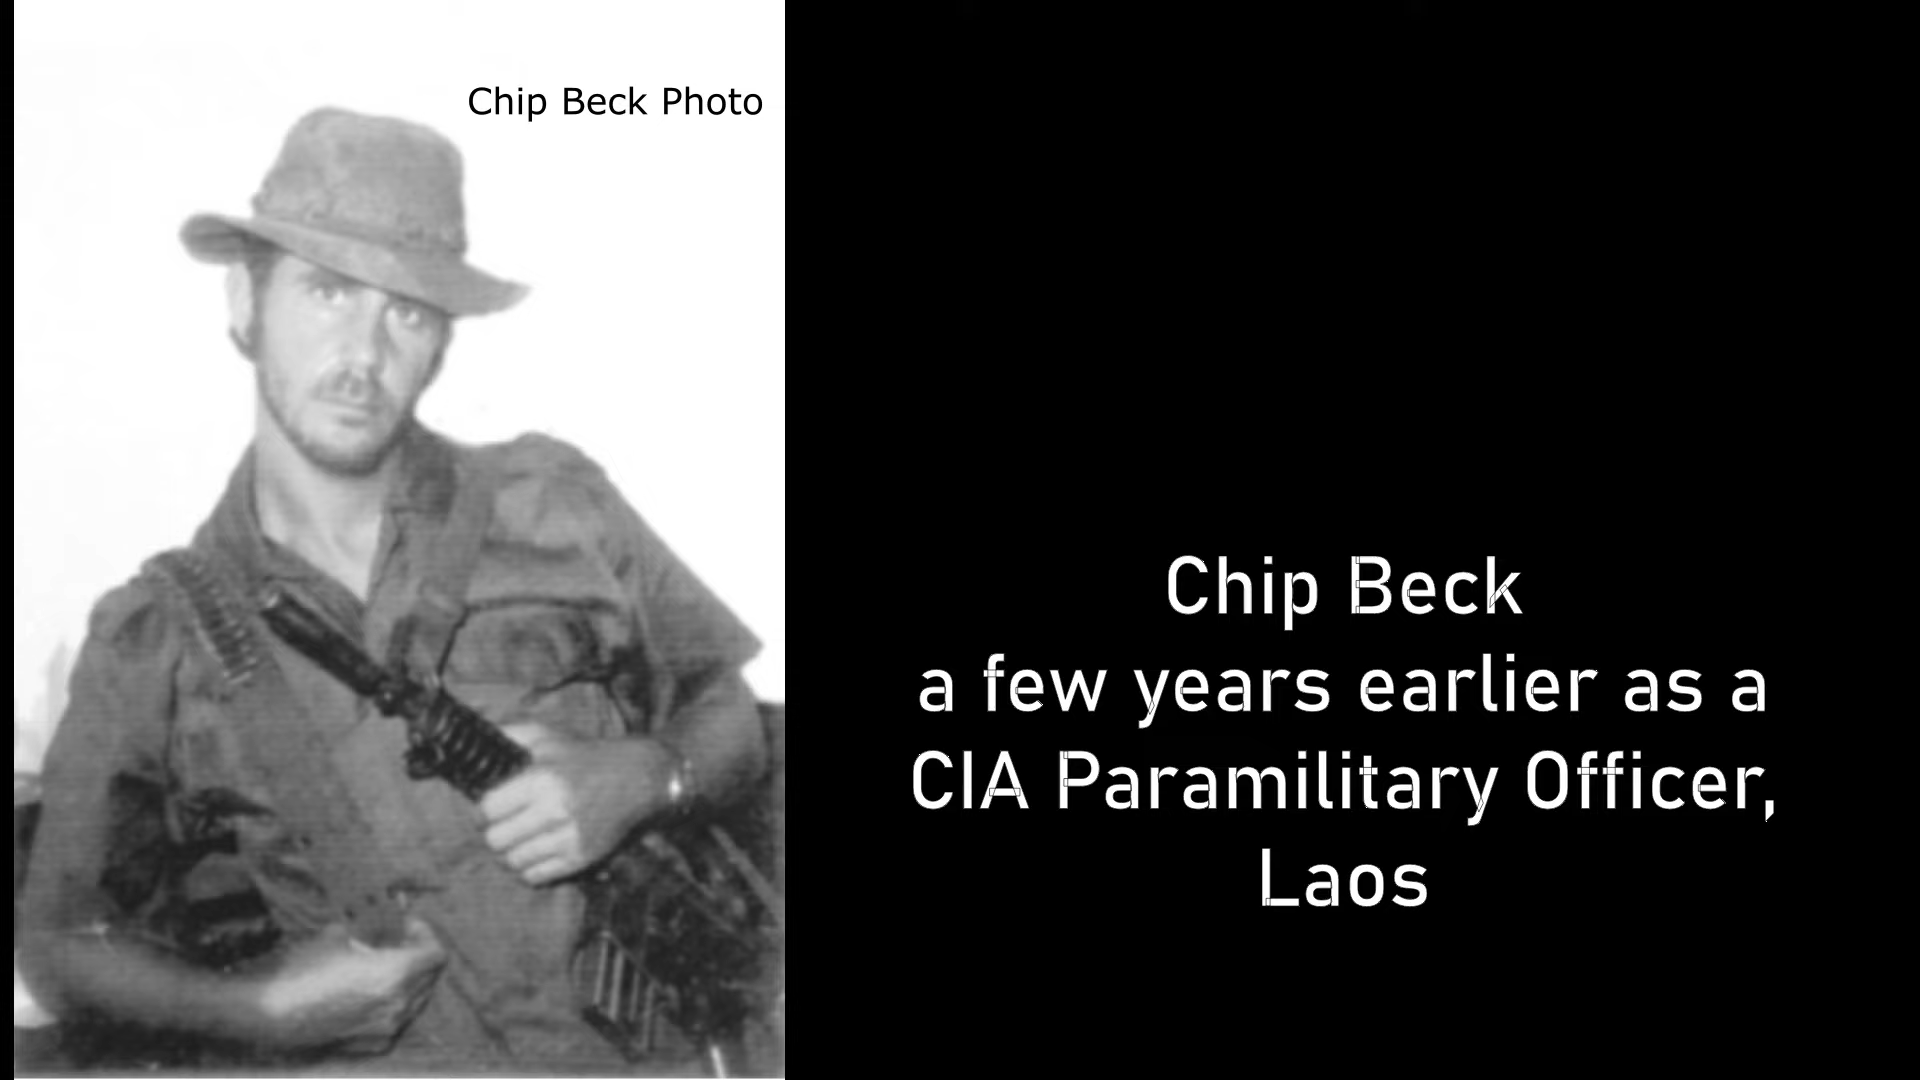 Chip Beck Photo
Chip Beck
a few years earlier as a
CIA Paramilitary Officer,
Laos